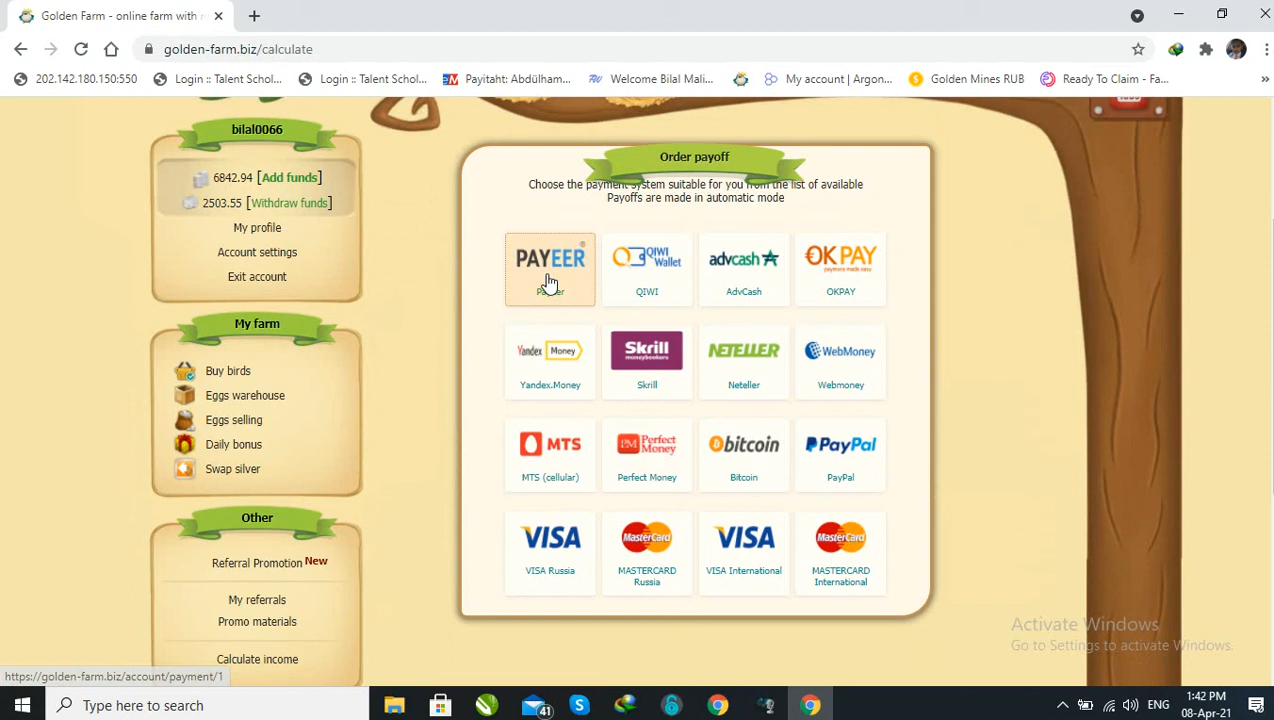 Golden Farm - online farm with r
golden-farm.biz/calculate
202.142.180.150:550
Login :: Talent Schol...
Login :: Talent Schol...
Payitaht: Abdülham...
Welcome Bilal Mali...
My account | Argon...
Golden Mines RUB
Ready To Claim - Fa...
»
bilal0066
6842.94 [Add funds]
2503.55 [Withdraw funds]
My profile
Account settings
Exit account
My farm
Buy birds
Eggs warehouse
Eggs selling
Daily bonus
Swap silver
Other
Referral Promotion New
My referrals
Promo materials
Calculate income
Order payoff
Choose the payment system suitable for you from the list of available
Payoffs are made in automatic mode
PAYEER®
Payeer
QIWI Wallet
QIWI
advcash
AdvCash
OKPAY
payments made easy
OKPAY
Yandex Money
Yandex.Money
Skrill
moneybookers
Skrill
NETELLER
Neteller
WebMoney
Webmoney
MTS
MTS (cellular)
PM Perfect Money
Perfect Money
bitcoin
Bitcoin
PayPal
PayPal
VISA
VISA Russia
MasterCard
MASTERCARD
Russia
VISA
VISA International
MasterCard
MASTERCARD
International
Activate Windows
Go to Settings to activate Windows.
https://golden-farm.biz/account/payment/1
Type here to search
41
ENG
1:42 PM
08-Apr-21